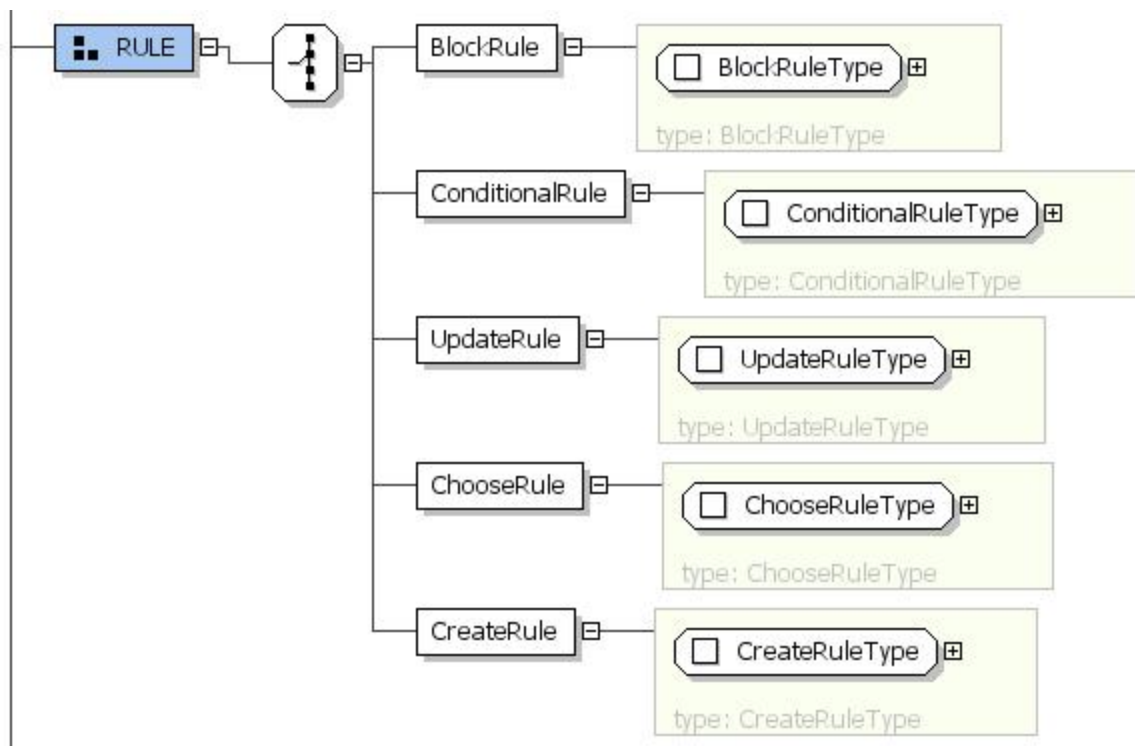 RULE
BlockRule
BlockRuleType
type: BlockRuleType
ConditionalRule
ConditionalRuleType
type: ConditionalRuleType
UpdateRule
UpdateRuleType
type: UpdateRuleType
ChooseRule
ChooseRuleType
type: ChooseRuleType
CreateRule
CreateRuleType
type: CreateRuleType